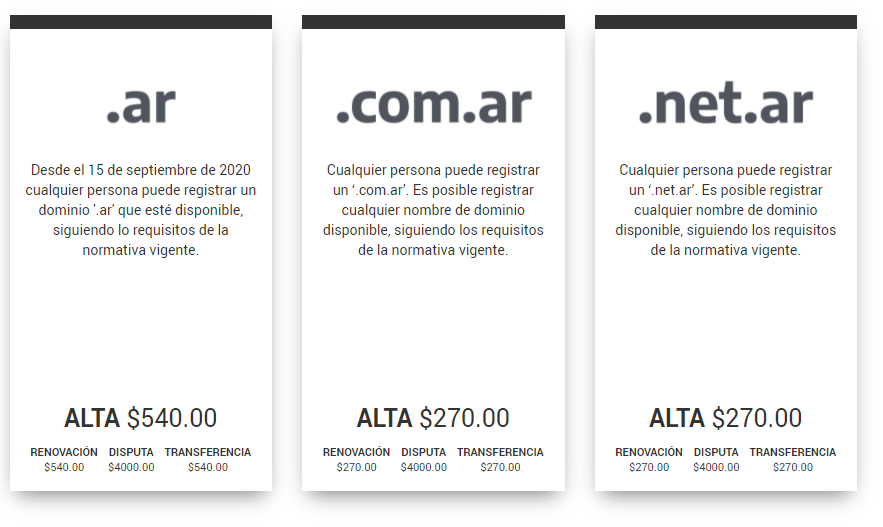 .ar
Desde el 15 de septiembre de 2020
cualquier persona puede registrar un
dominio '.ar' que esté disponible,
siguiendo lo requisitos de la
normativa vigente.
ALTA $540.00
RENOVACIÓN DISPUTA TRANSFERENCIA
$540.00 $4000.00 $540.00
.com.ar
Cualquier persona puede registrar
un ‘.com.ar’. Es posible registrar
cualquier nombre de dominio
disponible, siguiendo los requisitos
de la normativa vigente.
ALTA $270.00
RENOVACIÓN DISPUTA TRANSFERENCIA
$270.00 $4000.00 $270.00
.net.ar
Cualquier persona puede registrar
un ‘.net.ar’. Es posible registrar
cualquier nombre de dominio
disponible, siguiendo los requisitos
de la normativa vigente.
ALTA $270.00
RENOVACIÓN DISPUTA TRANSFERENCIA
$270.00 $4000.00 $270.00